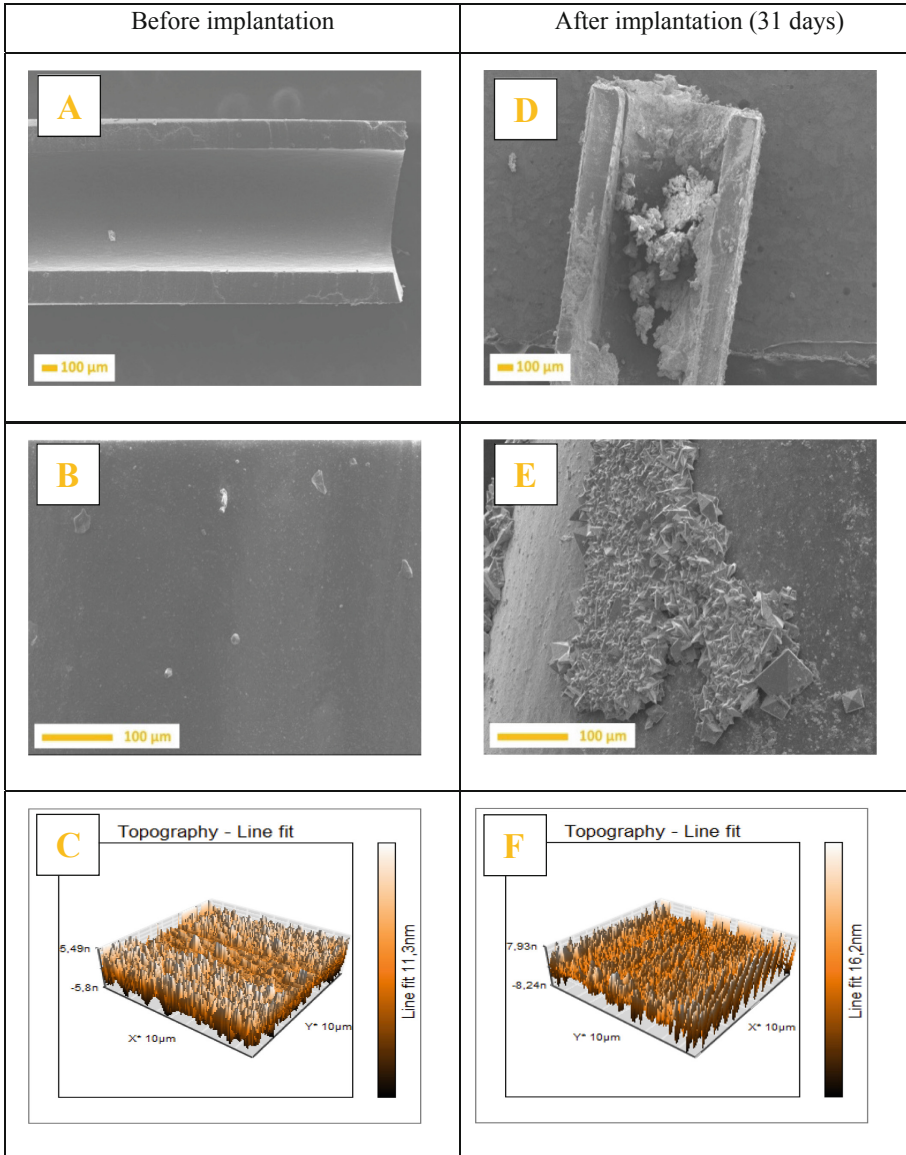 Before implantation
After implantation (31 days)
A
100 µm
D
100 µm
B
100 µm
E
100 µm
C
Topography - Line fit
5,49n
-5,8n
X* 10µm
Y* 10µm
Line fit 11,3nm
F
Topography - Line fit
7,93n
-8,24n
Y* 10µm
X* 10µm
Line fit 16,2nm